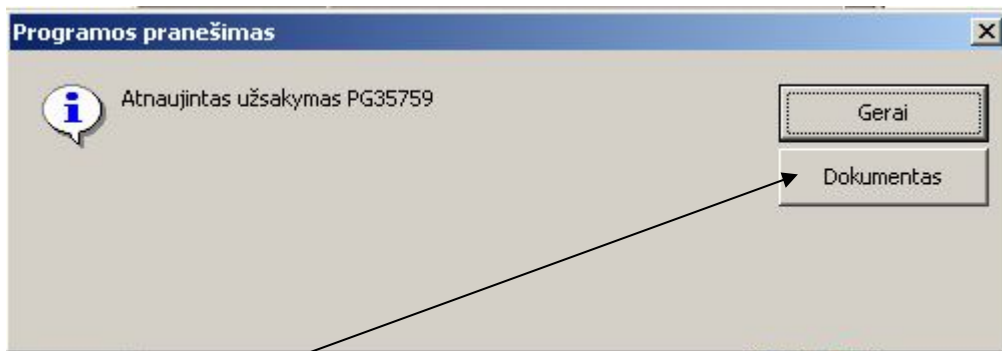 Programos pranešimas
Atnaujintas užsakymas PG35759
Gerai
Dokumentas